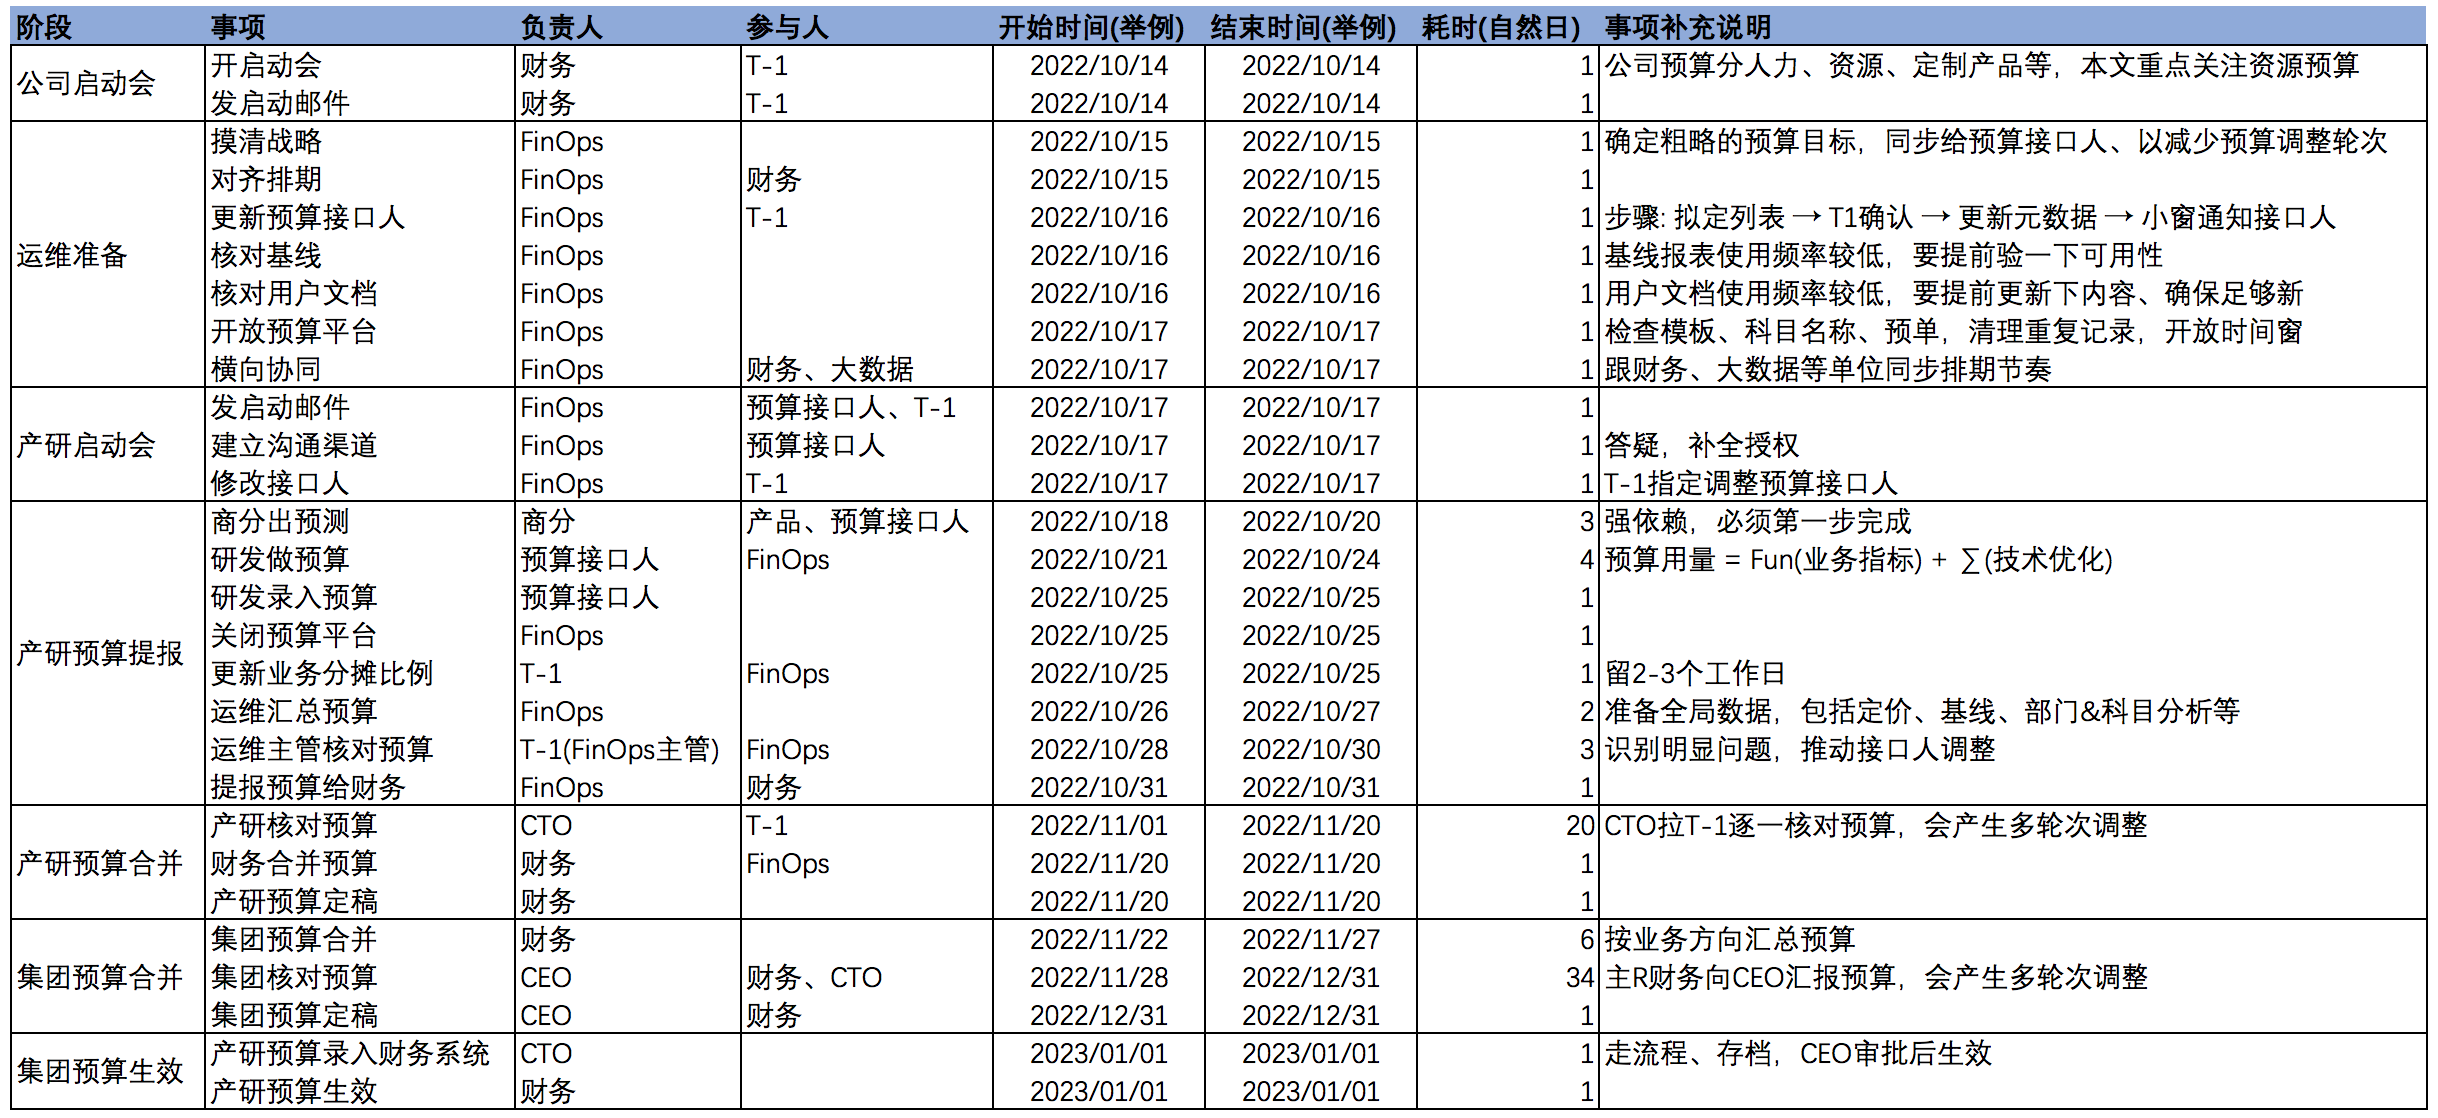 阶段 事项 负责人 参与人 开始时间(举例) 结束时间(举例) 耗时(自然日) 事项补充说明
公司启动会 开启动会 财务 T-1 2022/10/14 2022/10/14 1 公司预算分人力、资源、定制产品等，本文重点关注资源预算
发启动邮件 财务 T-1 2022/10/14 2022/10/14 1
运维准备 摸清战略 FinOps 2022/10/15 2022/10/15 1 确定粗略的预算目标，同步给预算接口人、以减少预算调整轮次
对齐排期 FinOps 财务 2022/10/15 2022/10/15 1
更新预算接口人 FinOps T-1 2022/10/16 2022/10/16 1 步骤: 拟定列表 → T1确认 → 更新元数据 → 小窗通知接口人
核对基线 FinOps 2022/10/16 2022/10/16 1 基线报表使用频率较低，要提前验一下可用性
核对用户文档 FinOps 2022/10/16 2022/10/16 1 用户文档使用频率较低，要提前更新下内容、确保足够新
开放预算平台 FinOps 2022/10/17 2022/10/17 1 检查模板、科目名称、预单，清理重复记录，开放时间窗
横向协同 FinOps 财务、大数据 2022/10/17 2022/10/17 1 跟财务、大数据等单位同步排期节奏
产研启动会 发启动邮件 FinOps 预算接口人、T-1 2022/10/17 2022/10/17 1
建立沟通渠道 FinOps 预算接口人 2022/10/17 2022/10/17 1 答疑，补全授权
修改接口人 FinOps T-1 2022/10/17 2022/10/17 1 T-1指定调整预算接口人
产研预算提报 商分出预测 商分 产品、预算接口人 2022/10/18 2022/10/20 3 强依赖，必须第一步完成
研发做预算 预算接口人 FinOps 2022/10/21 2022/10/24 4 预算用量 = Fun(业务指标) + ∑(技术优化)
研发录入预算 预算接口人 2022/10/25 2022/10/25 1
关闭预算平台 FinOps 2022/10/25 2022/10/25 1
更新业务分摊比例 T-1 FinOps 2022/10/25 2022/10/25 1 留2-3个工作日
运维汇总预算 FinOps 2022/10/26 2022/10/27 2 准备全局数据，包括定价、基线、部门&科目分析等
运维主管核对预算 T-1(FinOps主管) FinOps 2022/10/28 2022/10/30 3 识别明显问题，推动接口人调整
提报预算给财务 FinOps 财务 2022/10/31 2022/10/31 1
产研预算合并 产研核对预算 CTO T-1 2022/11/01 2022/11/20 20 CTO拉T-1逐一核对预算，会产生多轮次调整
财务合并预算 财务 FinOps 2022/11/20 2022/11/20 1
产研预算定稿 财务 2022/11/20 2022/11/20 1
集团预算合并 集团预算合并 财务 2022/11/22 2022/11/27 6 按业务方向汇总预算
集团核对预算 CEO 财务、CTO 2022/11/28 2022/12/31 34 主R财务向CEO汇报预算，会产生多轮次调整
集团预算定稿 CEO 财务 2022/12/31 2022/12/31 1
集团预算生效 产研预算录入财务系统 CTO 2023/01/01 2023/01/01 1 走流程、存档，CEO审批后生效
产研预算生效 财务 2023/01/01 2023/01/01 1